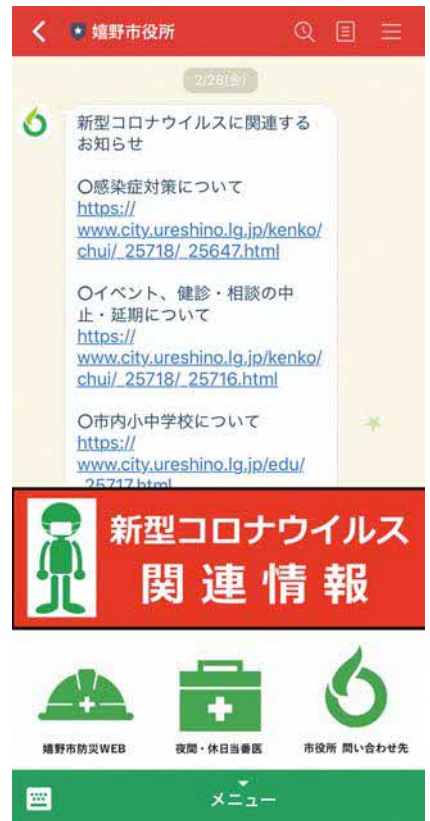 嬉野市役所
2/28(金)
新型コロナウイルスに関連する
お知らせ
〇感染症対策について
https://
www.city.ureshino.lg.jp/kenko/
chui/_25718/_25647.html
〇イベント、健診・相談の中
止・延期について
https://
www.city.ureshino.lg.jp/kenko/
chui/_25718/_25716.html
〇市内小中学校について
https://
www.city.ureshino.lg.jp/edu/
_25717.html
新型コロナウイルス
関連情報
嬉野市防災WEB
夜間・休日当番医
市役所 問い合わせ先
メニュー